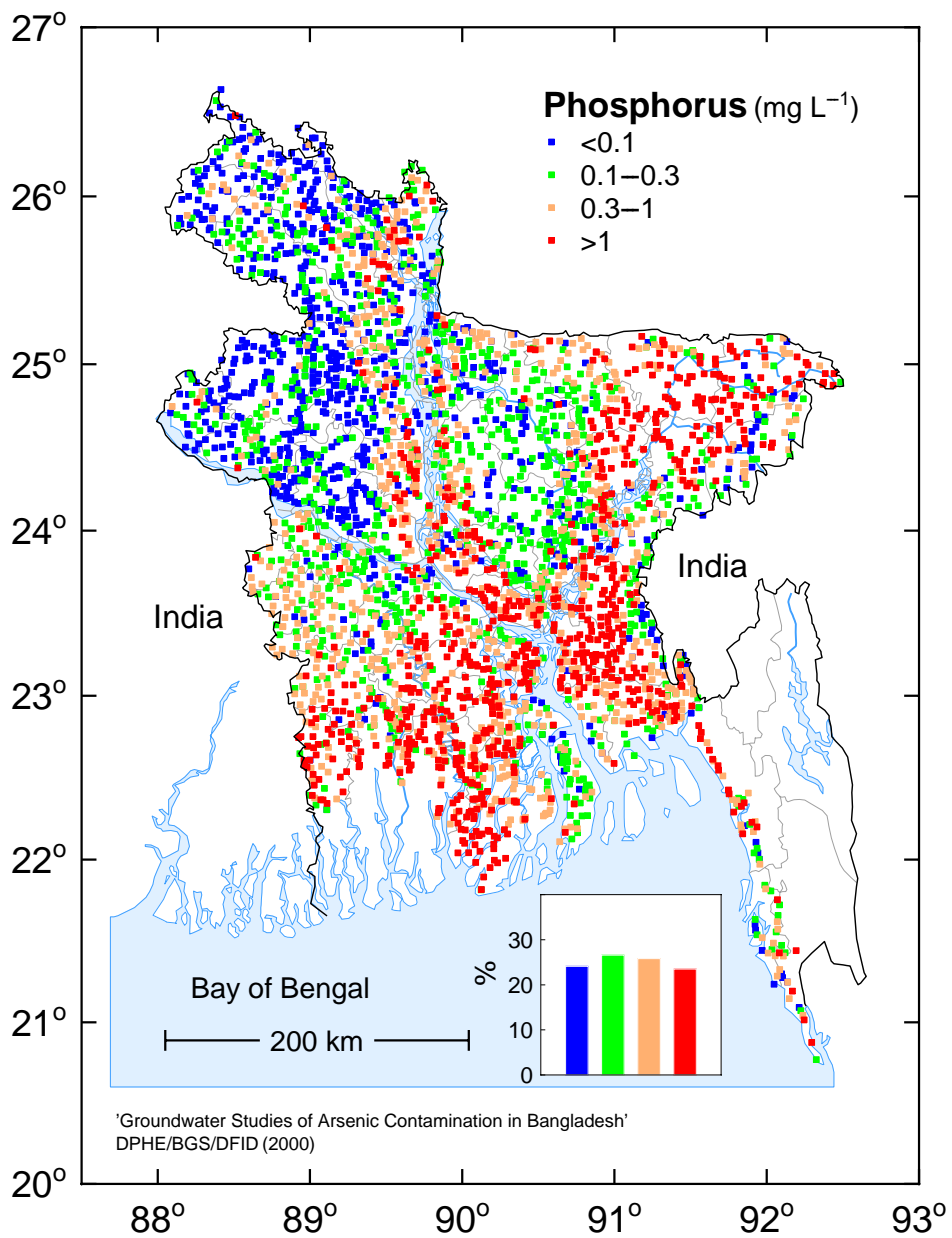 27°
Phosphorus (mg L⁻¹)
<0.1
0.1–0.3
0.3–1
>1
26°
25°
24°
India
India
23°
22°
30
20
10
0
%
Bay of Bengal
200 km
21°
'Groundwater Studies of Arsenic Contamination in Bangladesh'
DPHE/BGS/DFID (2000)
20°
88° 89° 90° 91° 92° 93°